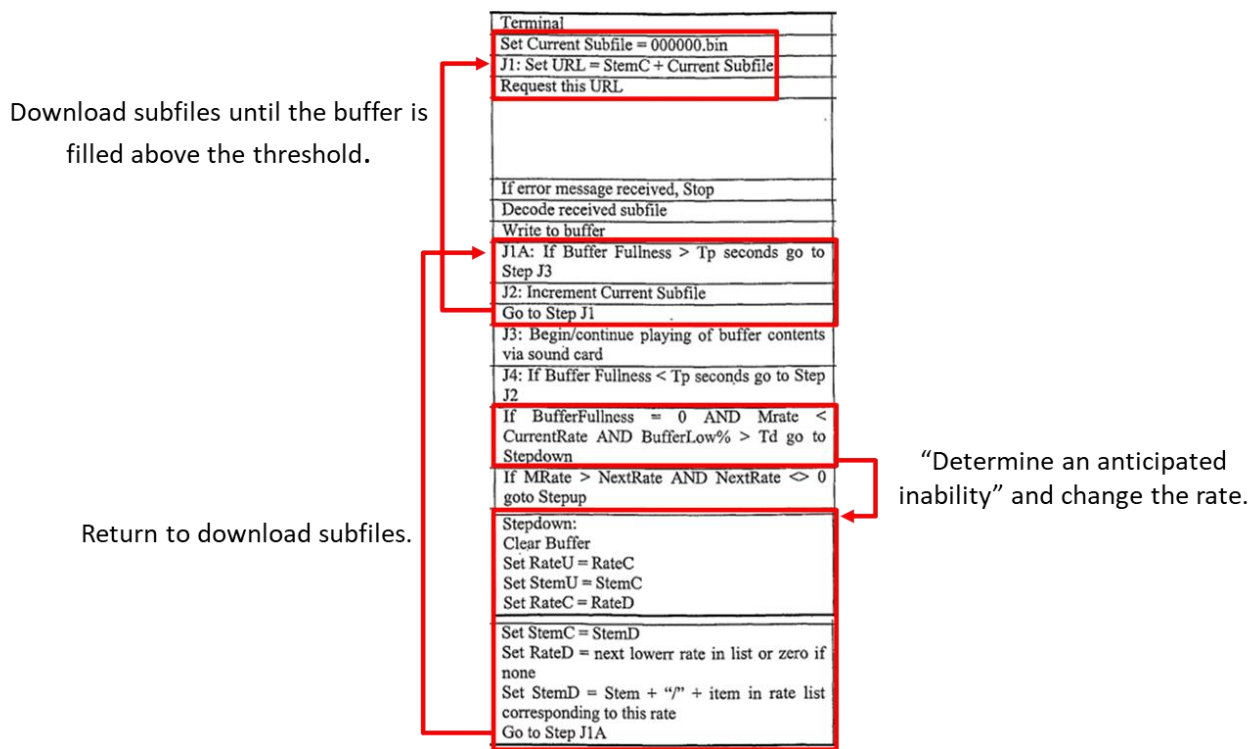 Terminal
Set Current Subfile = 000000.bin
J1: Set URL = StemC + Current Subfile
Request this URL
Download subfiles until the buffer is
filled above the threshold.
If error message received, Stop
Decode received subfile
Write to buffer
J1A: If Buffer Fullness > Tp seconds go to
Step J3
J2: Increment Current Subfile
Go to Step J1
J3: Begin/continue playing of buffer contents
via sound card
J4: If Buffer Fullness < Tp seconds go to Step
J2
If BufferFullness = 0 AND Mrate <
CurrentRate AND BufferLow% > Td go to
Stepdown
If MRate > NextRate AND NextRate <> 0
goto Stepup
“Determine an anticipated
inability” and change the rate.
Return to download subfiles.
Stepdown:
Clear Buffer
Set RateU = RateC
Set StemU = StemC
Set RateC = RateD
Set StemC = StemD
Set RateD = next lowerr rate in list or zero if
none
Set StemD = Stem + “/” + item in rate list
corresponding to this rate
Go to Step J1A